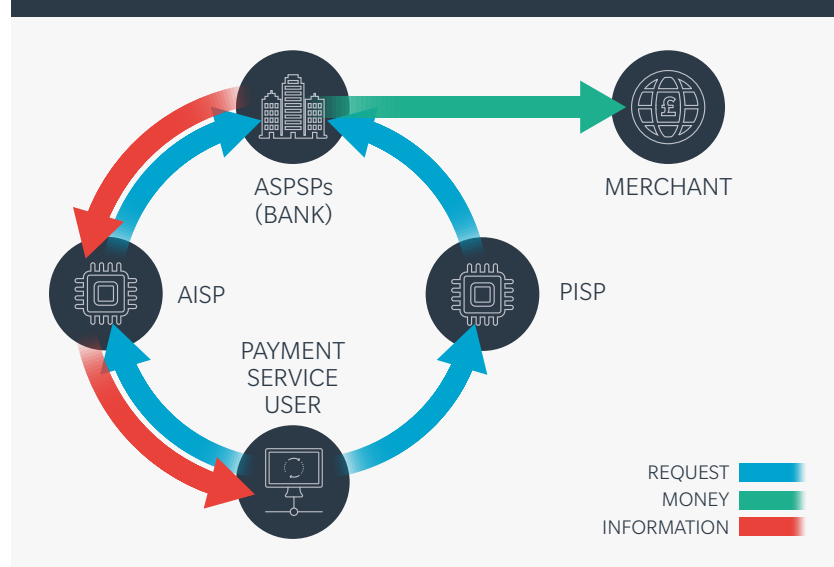 £
ASPSPs
(BANK)
MERCHANT
AISP
PISP
PAYMENT
SERVICE
USER
REQUEST
MONEY
INFORMATION